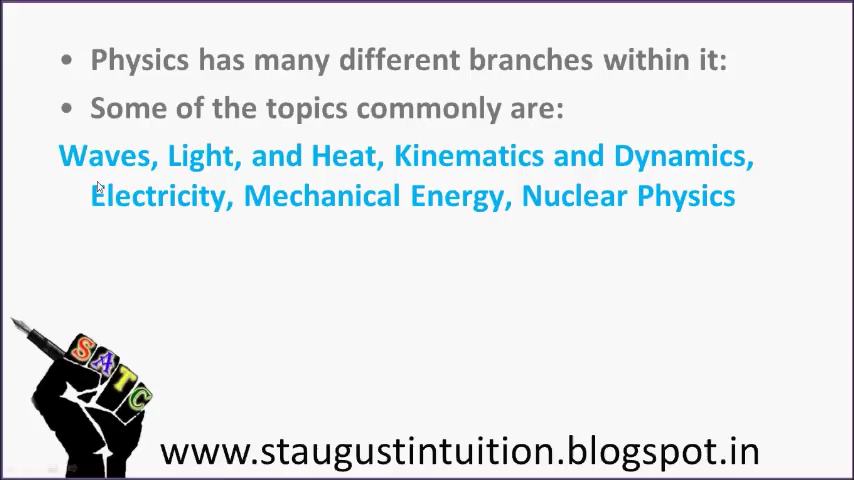 • Physics has many different branches within it:
• Some of the topics commonly are:
Waves, Light, and Heat, Kinematics and Dynamics,
Electricity, Mechanical Energy, Nuclear Physics
SATC
www.staugustintuition.blogspot.in